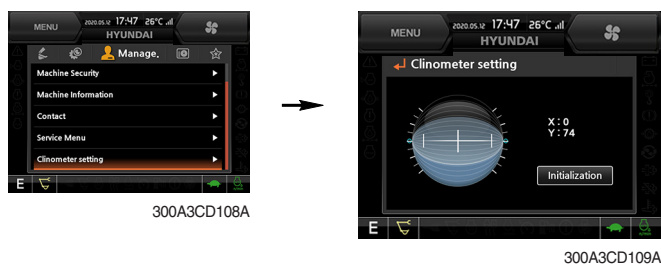 MENU
2020.05.12 17:47 26°C
HYUNDAI
Manage.
Machine Security
Machine Information
Contact
Service Menu
Clinometer setting
E
300A3CD108A
MENU
2020.05.12 17:47 26°C
HYUNDAI
Clinometer setting
X : 0
Y : 74
Initialization
E
300A3CD109A